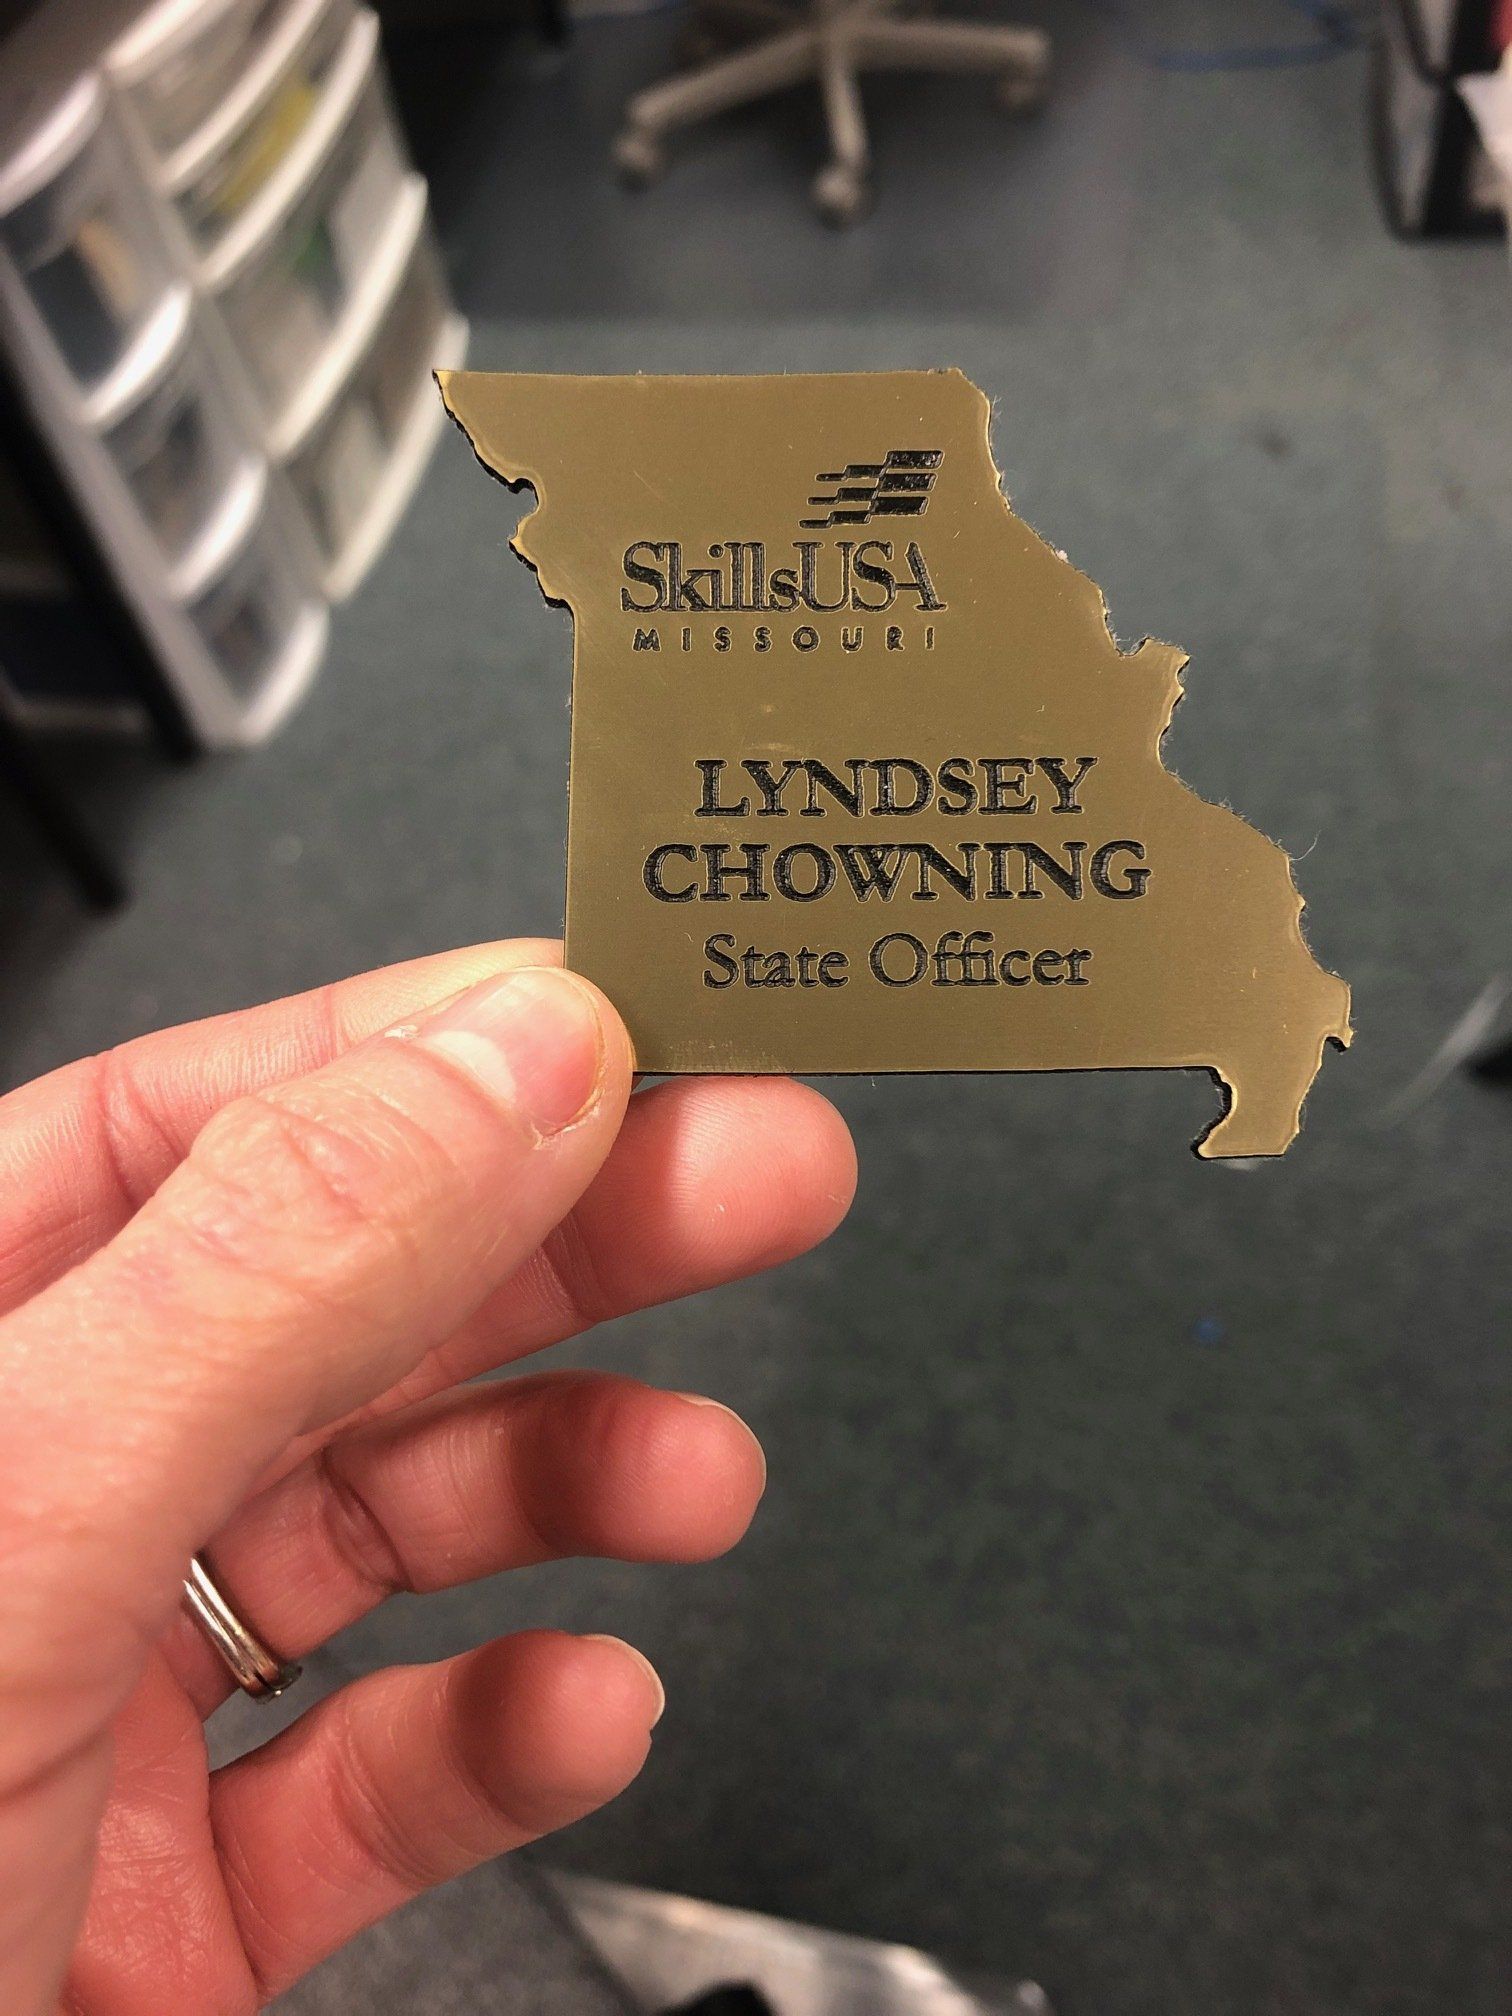 SkillsUSA
MISSOURI
LYNDSEY
CHOWNING
State Officer